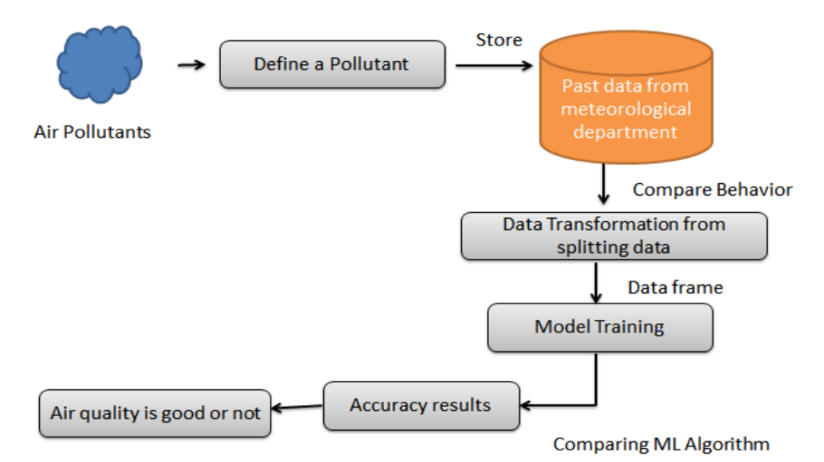 Store
Define a Pollutant
Past data from
meteorological
department
Air Pollutants
Compare Behavior
Data Transformation from
splitting data
Data frame
Model Training
Accuracy results
Air quality is good or not
Comparing ML Algorithm